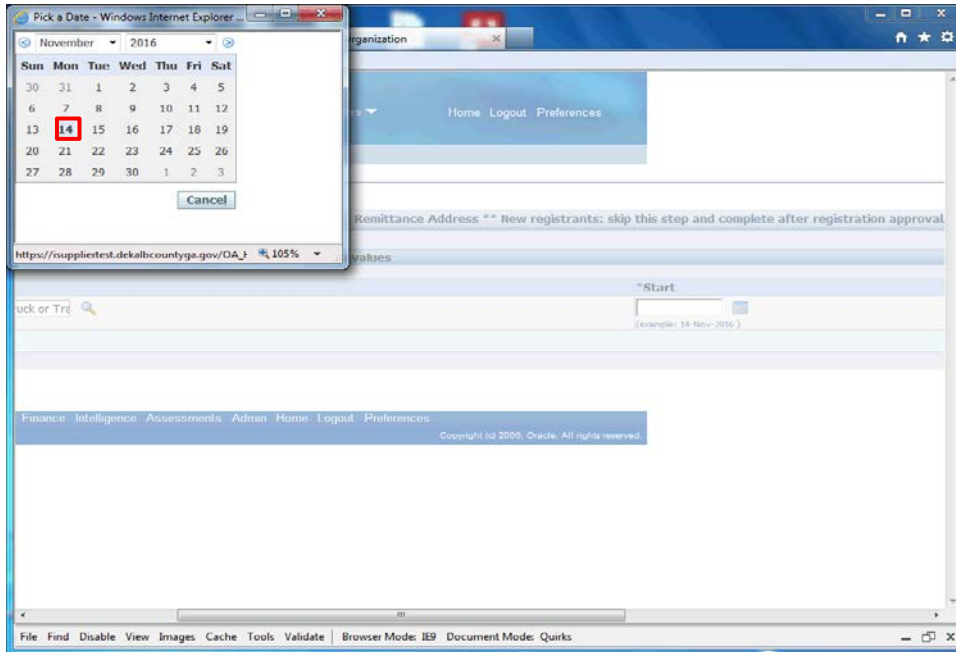 Pick a Date - Windows Internet Explorer ...
November 2016
Sun Mon Tue Wed Thu Fri Sat
30 31 1 2 3 4 5
6 7 8 9 10 11 12
13 14 15 16 17 18 19
20 21 22 23 24 25 26
27 28 29 30 1 2 3
Cancel
https://isuppliertest.dekalbcountyga.gov/OA_H 105%
rganization
Home Logout Preferences
Remittance Address ** New registrants: skip this step and complete after registration approval
values
*Start
uck or Tra
(example: 14-Nov-2016 )
Finance Intelligence Assessments Admin Home Logout Preferences
Copyright (c) 2006, Oracle. All rights reserved.
File Find Disable View Images Cache Tools Validate Browser Mode: IE9 Document Mode: Quirks